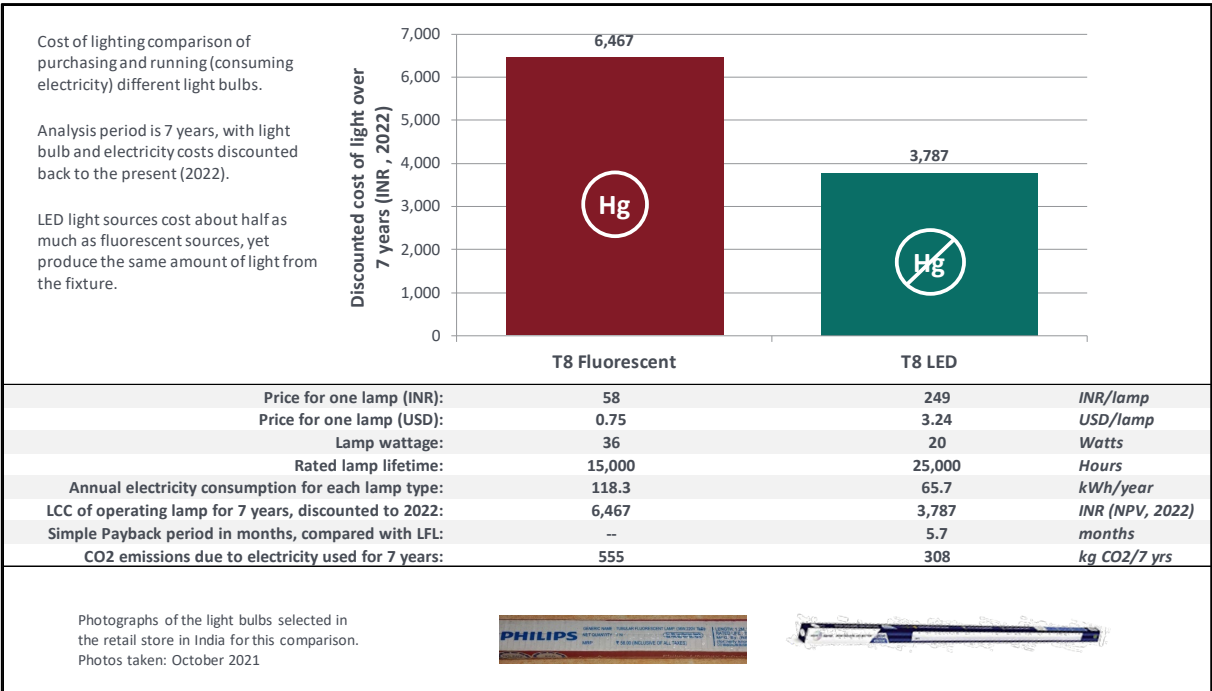 Cost of lighting comparison of
purchasing and running (consuming
electricity) different light bulbs.
Analysis period is 7 years, with light
bulb and electricity costs discounted
back to the present (2022).
LED light sources cost about half as
much as fluorescent sources, yet
produce the same amount of light from
the fixture.
Discounted cost of light over
7 years (INR , 2022)
7,000
6,000
5,000
4,000
3,000
2,000
1,000
0
6,467
Hg
3,787
Hg
T8 Fluorescent T8 LED
Price for one lamp (INR): 58 249 INR/lamp
Price for one lamp (USD): 0.75 3.24 USD/lamp
Lamp wattage: 36 20 Watts
Rated lamp lifetime: 15,000 25,000 Hours
Annual electricity consumption for each lamp type: 118.3 65.7 kWh/year
LCC of operating lamp for 7 years, discounted to 2022: 6,467 3,787 INR (NPV, 2022)
Simple Payback period in months, compared with LFL: -- 5.7 months
CO2 emissions due to electricity used for 7 years: 555 308 kg CO2/7 yrs
Photographs of the light bulbs selected in
the retail store in India for this comparison.
Photos taken: October 2021
PHILIPS